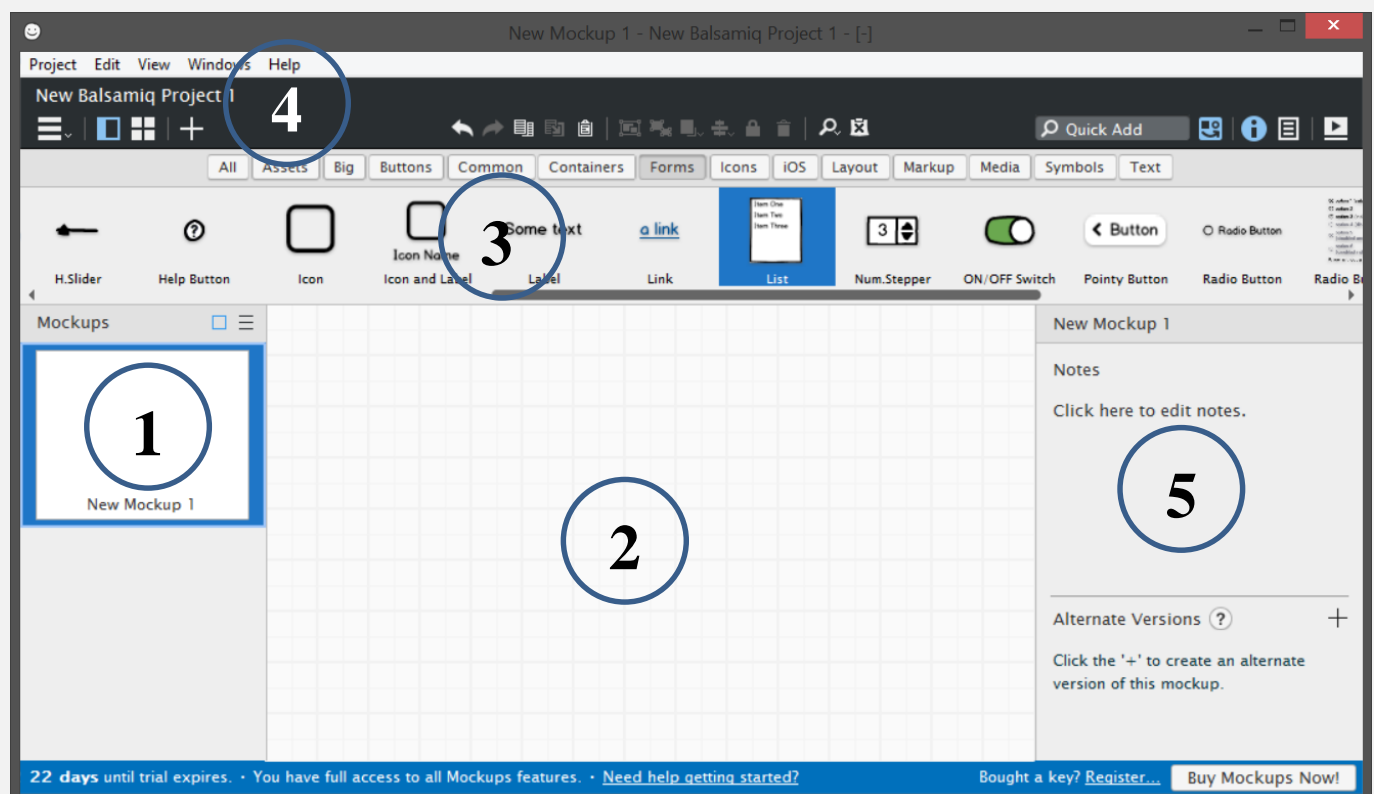 New Mockup 1 - New Balsamiq Project 1 - [-]
Project Edit View Windows Help
New Balsamiq Project 1
4
Quick Add
All Assets Big Buttons Common Containers Forms Icons iOS Layout Markup Media Symbols Text
Item One
Item Two
Item Three
3 Some text a link 3 Button Radio Button
Icon Name
H.Slider Help Button Icon Icon and Label Label Link List Num.Stepper ON/OFF Switch Pointy Button Radio Button Radio
Mockups
New Mockup 1
Notes
Click here to edit notes.
1
New Mockup 1
2
5
Alternate Versions ?
Click the '+' to create an alternate
version of this mockup.
22 days until trial expires. · You have full access to all Mockups features. · Need help getting started? Bought a key? Register... Buy Mockups Now!